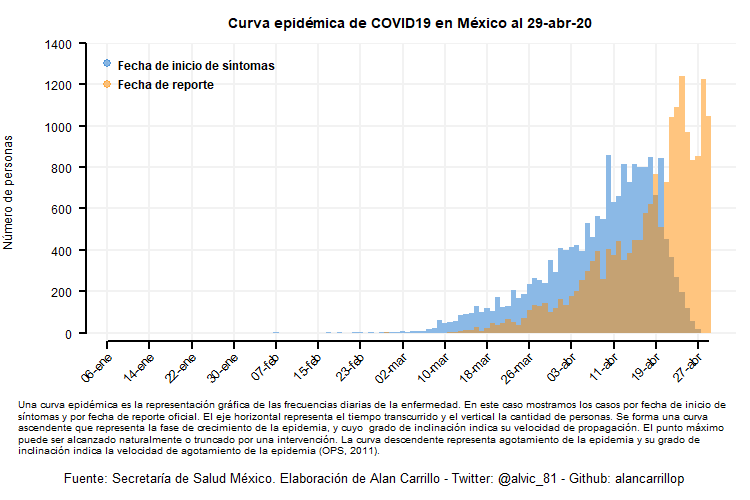 Curva epidémica de COVID19 en México al 29-abr-20
1400
1200
1000
800
600
400
200
0
Número de personas
Fecha de inicio de síntomas
Fecha de reporte
06-ene
14-ene
22-ene
30-ene
07-feb
15-feb
23-feb
02-mar
10-mar
18-mar
26-mar
03-abr
11-abr
19-abr
27-abr
Una curva epidémica es la representación gráfica de las frecuencias diarias de la enfermedad. En este caso mostramos los casos por fecha de inicio de
síntomas y por fecha de reporte oficial. El eje horizontal representa el tiempo transcurrido y el vertical la cantidad de personas. Se forma una curva
ascendente que representa la fase de crecimiento de la epidemia, y cuyo grado de inclinación indica su velocidad de propagación. El punto máximo
puede ser alcanzado naturalmente o truncado por una intervención. La curva descendente representa agotamiento de la epidemia y su grado de
inclinación indica la velocidad de agotamiento de la epidemia (OPS, 2011).
Fuente: Secretaría de Salud México. Elaboración de Alan Carrillo - Twitter: @alvic_81 - Github: alancarrillop